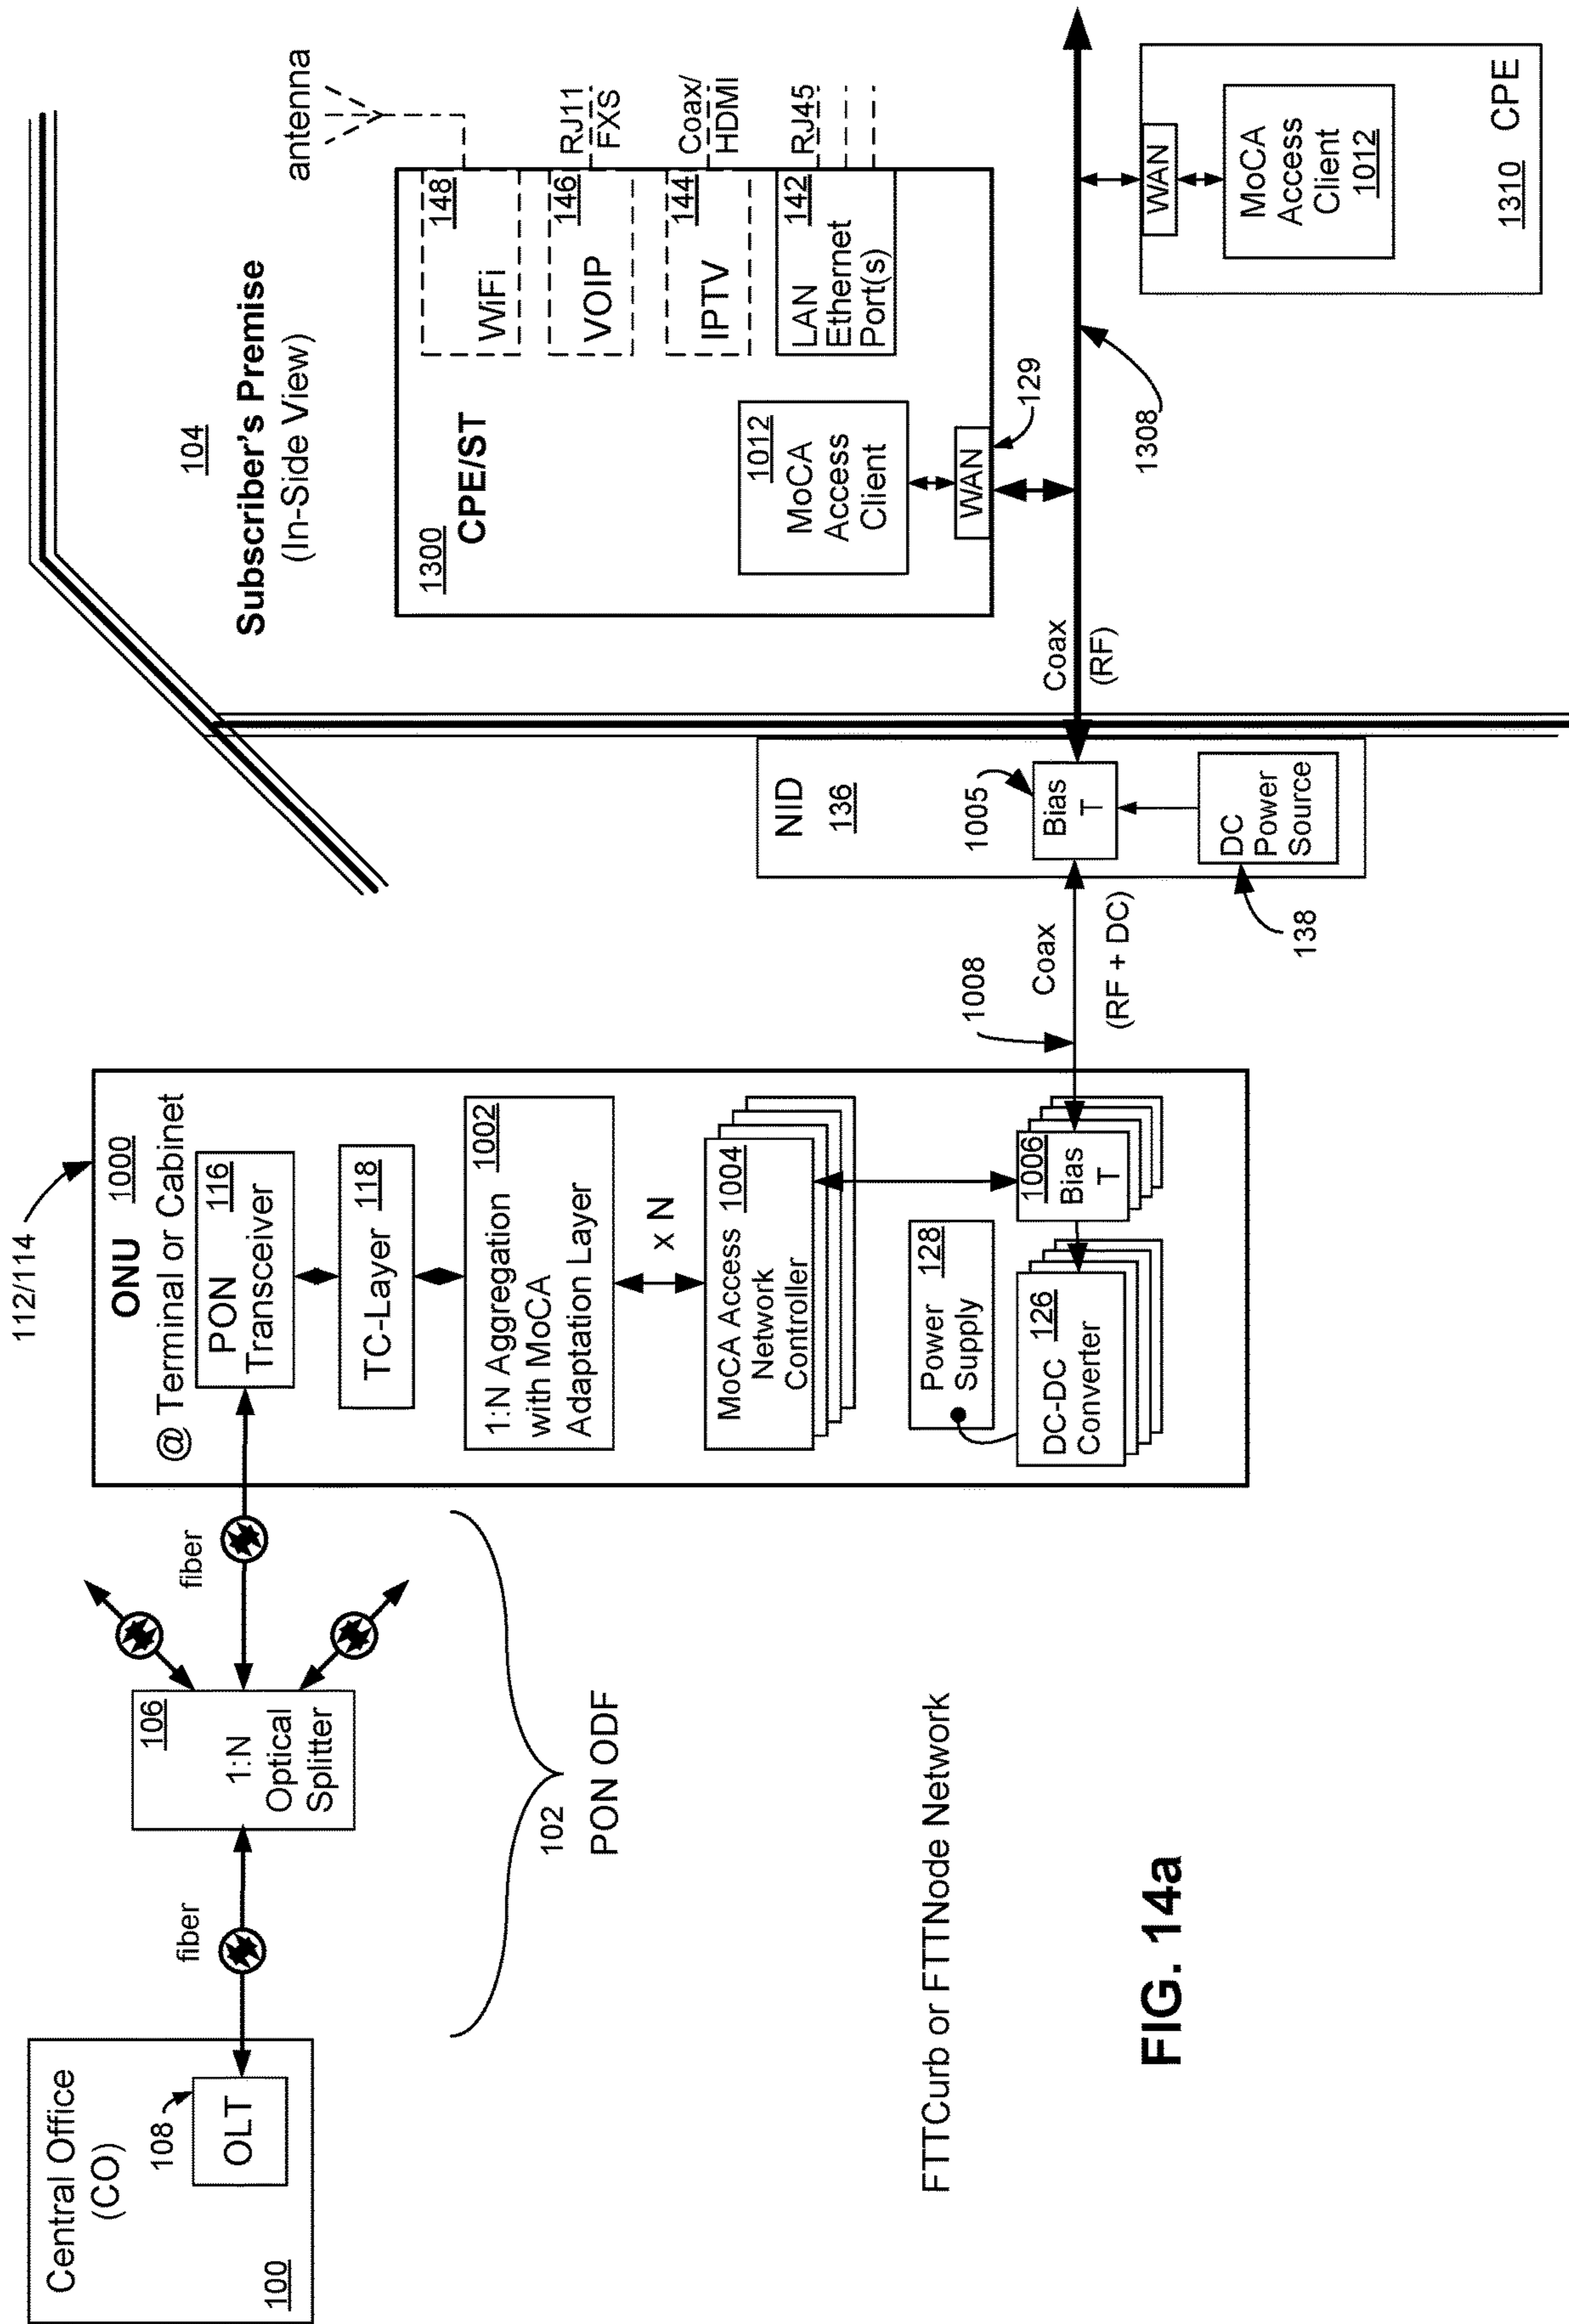 Central Office
(CO)
108
OLT
100
fiber
106
1:N
Optical
Splitter
fiber
102
PON ODF
112/114
ONU 1000
@ Terminal or Cabinet
PON 116
Transceiver
TC-Layer 118
1:N Aggregation 1002
with MoCA
Adaptation Layer
x N
MoCA Access 1004
Network
Controller
Power 128
Supply
DC-DC 126
Converter
1006
Bias
T
1008
Coax
(RF + DC)
NID
136
1005
Bias
T
DC
Power
Source
138
104
Subscriber's Premise
(In-Side View)
Coax
(RF)
1300
CPE/ST
1012
MoCA
Access
Client
WAN
129
WiFi 148
VOIP 146
IPTV 144
LAN 142
Ethernet
Port(s)
antenna
RJ11
FXS
Coax/
HDMI
RJ45
1308
WAN
MoCA
Access
Client
1012
1310 CPE
FTTCurb or FTTNode Network
FIG. 14a